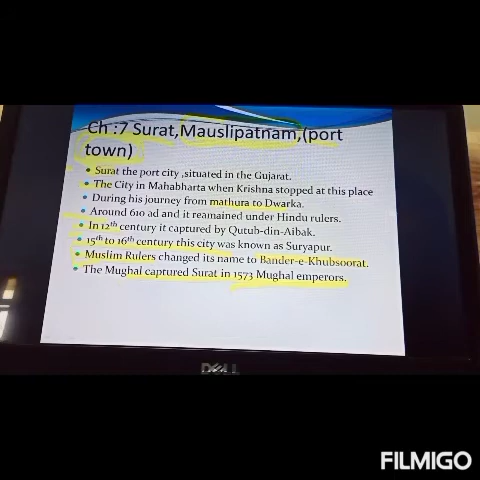 Ch :7 Surat,Mauslipatnam,(port
town)
Surat the port city ,situated in the Gujarat.
The City in Mahabharta when Krishna stopped at this place
During his journey from mathura to Dwarka.
Around 610 ad and it reamained under Hindu rulers.
In 12th century it captured by Qutub-din-Aibak.
15th to 16th century this city was known as Suryapur.
Muslim Rulers changed its name to Bander-e-Khubsoorat.
The Mughal captured Surat in 1573 Mughal emperors.
DELL
FILMIGO